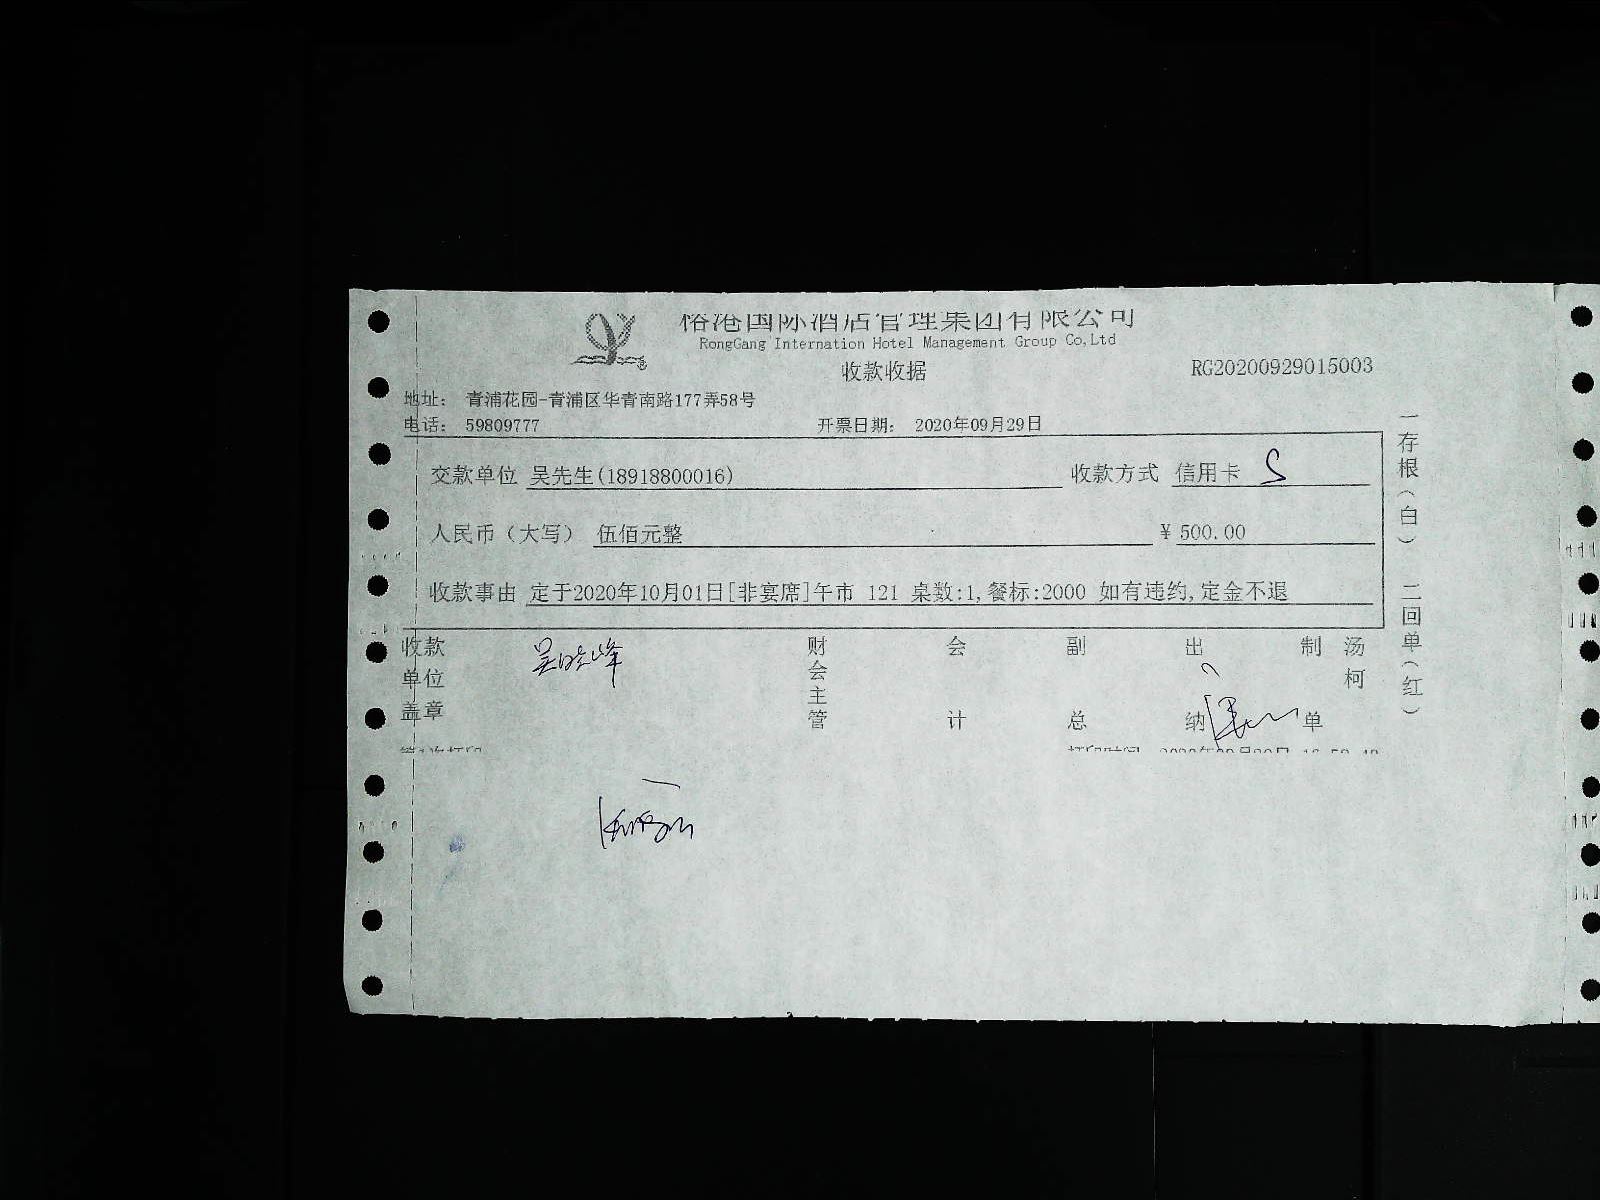 榕港国际酒店管理集团有限公司
RongGang Internation Hotel Management Group Co,Ltd
收款收据
RG20200929015003
地址： 青浦花园-青浦区华青南路177弄58号
电话： 59809777
开票日期： 2020年09月29日
交款单位 吴先生(18918800016)
收款方式 信用卡
人民币（大写） 伍佰元整
¥ 500.00
收款事由 定于2020年10月01日[非宴席]午市 121 桌数:1,餐标:2000 如有违约,定金不退
收款单位盖章
吴晓峰
财会主管
会计
副总
出纳
制单
汤柯
一存根（白） 二回单（红）